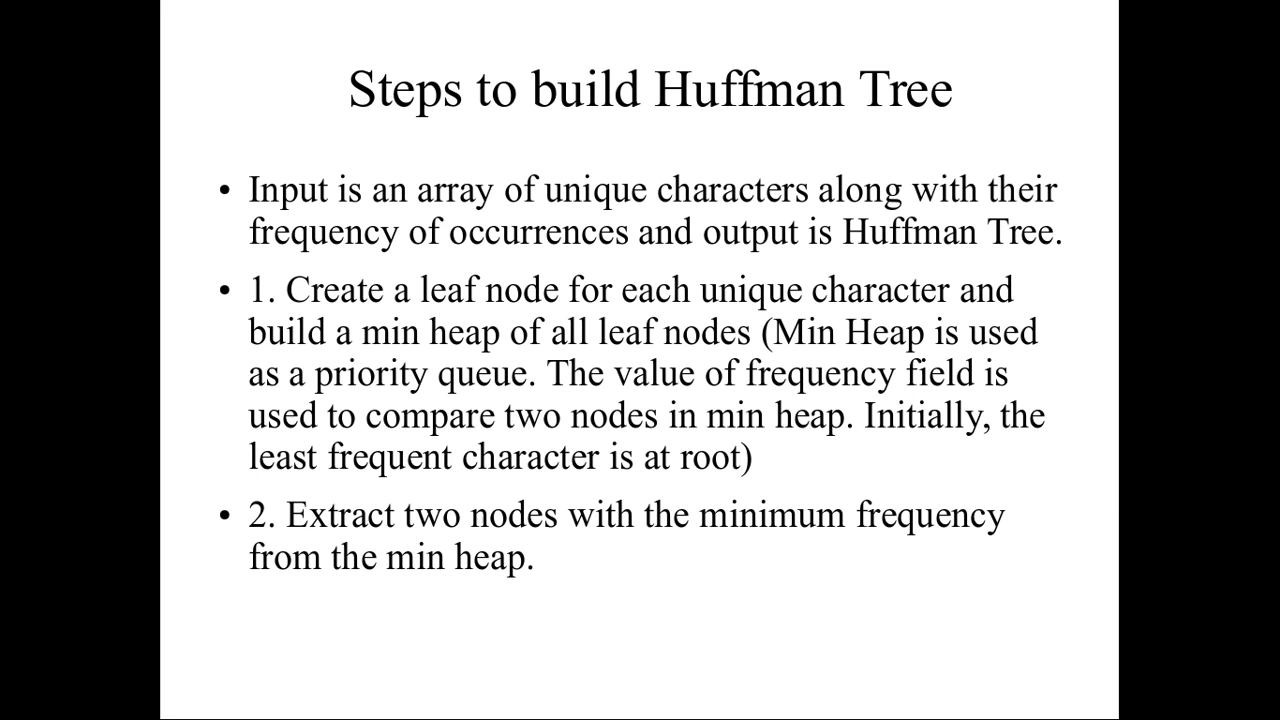 Steps to build Huffman Tree
• Input is an array of unique characters along with their
frequency of occurrences and output is Huffman Tree.
• 1. Create a leaf node for each unique character and
build a min heap of all leaf nodes (Min Heap is used
as a priority queue. The value of frequency field is
used to compare two nodes in min heap. Initially, the
least frequent character is at root)
• 2. Extract two nodes with the minimum frequency
from the min heap.